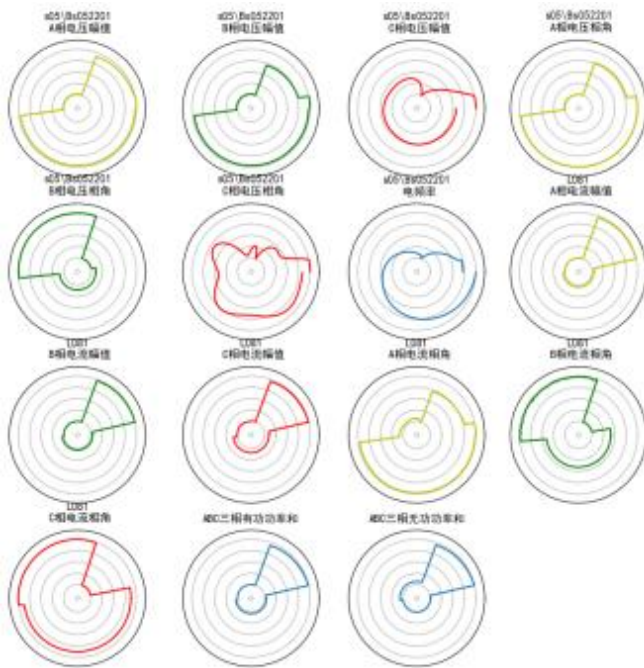 s05\Bs052201
A相电压幅值
s05\Bs052201
B相电压幅值
s05\Bs052201
C相电压幅值
s05\Bs052201
A相电压相角
s05\Bs052201
B相电压相角
s05\Bs052201
C相电压相角
s05\Bs052201
电频率
L081
A相电流幅值
L081
B相电流幅值
L081
C相电流幅值
L081
A相电流相角
L081
B相电流相角
L081
C相电流相角
ABC三相有功功率和
ABC三相无功功率和